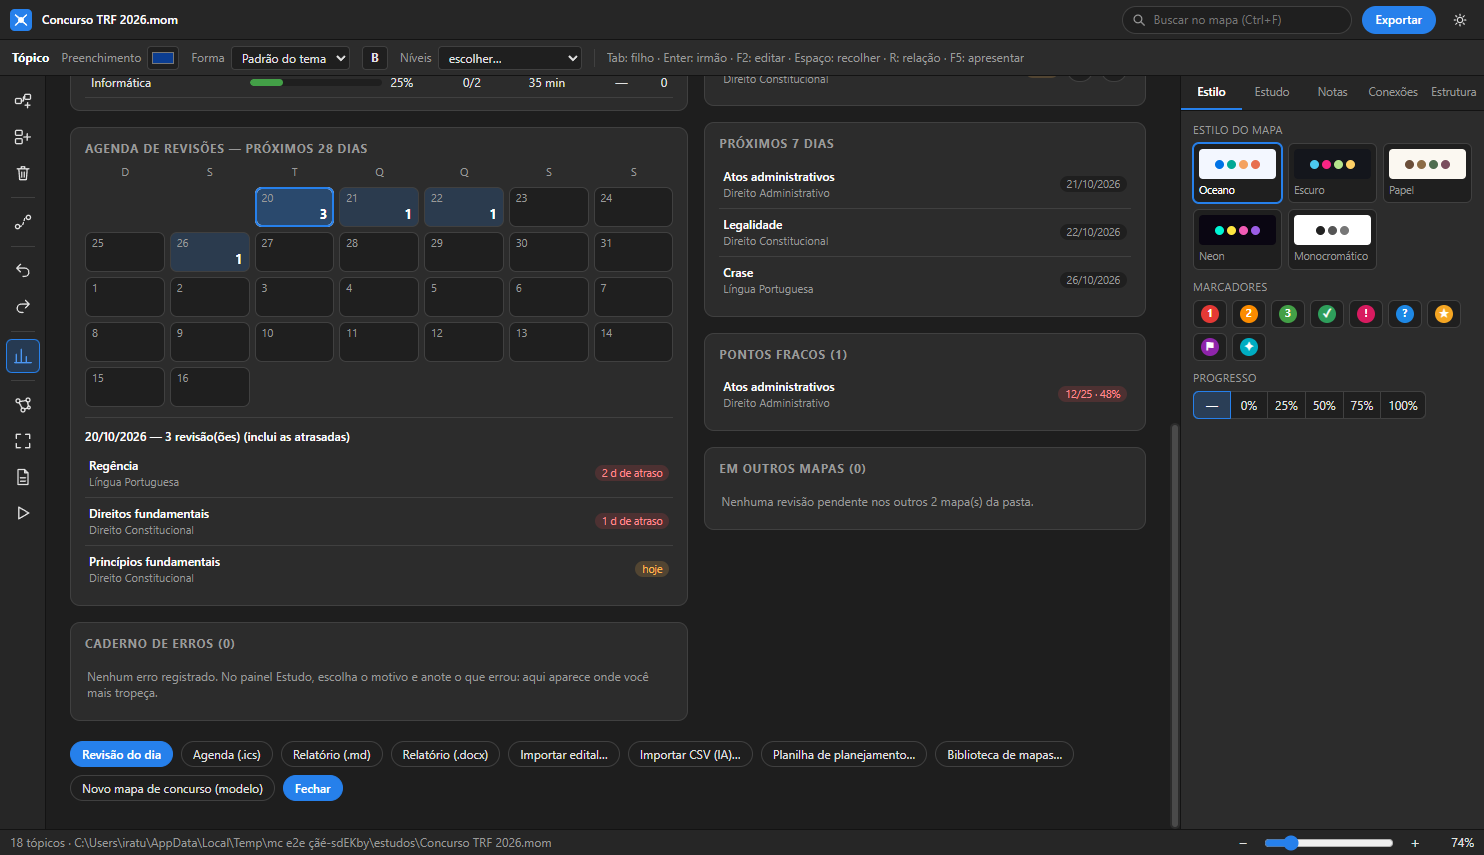 Concurso TRF 2026.mom
Buscar no mapa (Ctrl+F)
Exportar
Tópico Preenchimento Forma Padrão do tema B Níveis escolher... Tab: filho · Enter: irmão · F2: editar · Espaço: recolher · R: relação · F5: apresentar
Informática 25% 0/2 35 min — 0
AGENDA DE REVISÕES — PRÓXIMOS 28 DIAS
D S T Q Q S S
20 3 21 1 22 1 23 24
25 26 1 27 28 29 30 31
1 2 3 4 5 6 7
8 9 10 11 12 13 14
15 16
20/10/2026 — 3 revisão(ões) (inclui as atrasadas)
Regência
Língua Portuguesa
2 d de atraso
Direitos fundamentais
Direito Constitucional
1 d de atraso
Princípios fundamentais
Direito Constitucional
hoje
CADERNO DE ERROS (0)
Nenhum erro registrado. No painel Estudo, escolha o motivo e anote o que errou: aqui aparece onde você
mais tropeça.
Direito Constitucional
PRÓXIMOS 7 DIAS
Atos administrativos
Direito Administrativo
21/10/2026
Legalidade
Direito Constitucional
22/10/2026
Crase
Língua Portuguesa
26/10/2026
PONTOS FRACOS (1)
Atos administrativos
Direito Administrativo
12/25 · 48%
EM OUTROS MAPAS (0)
Nenhuma revisão pendente nos outros 2 mapa(s) da pasta.
Revisão do dia Agenda (.ics) Relatório (.md) Relatório (.docx) Importar edital... Importar CSV (IA)... Planilha de planejamento... Biblioteca de mapas...
Novo mapa de concurso (modelo) Fechar
Estilo Estudo Notas Conexões Estrutura
ESTILO DO MAPA
Oceano Escuro Papel
Neon Monocromático
MARCADORES
1 2 3 ! ?
PROGRESSO
— 0% 25% 50% 75% 100%
18 tópicos · C:\Users\iratu\AppData\Local\Temp\mc e2e çãé-sdEKby\estudos\Concurso TRF 2026.mom
− + 74%